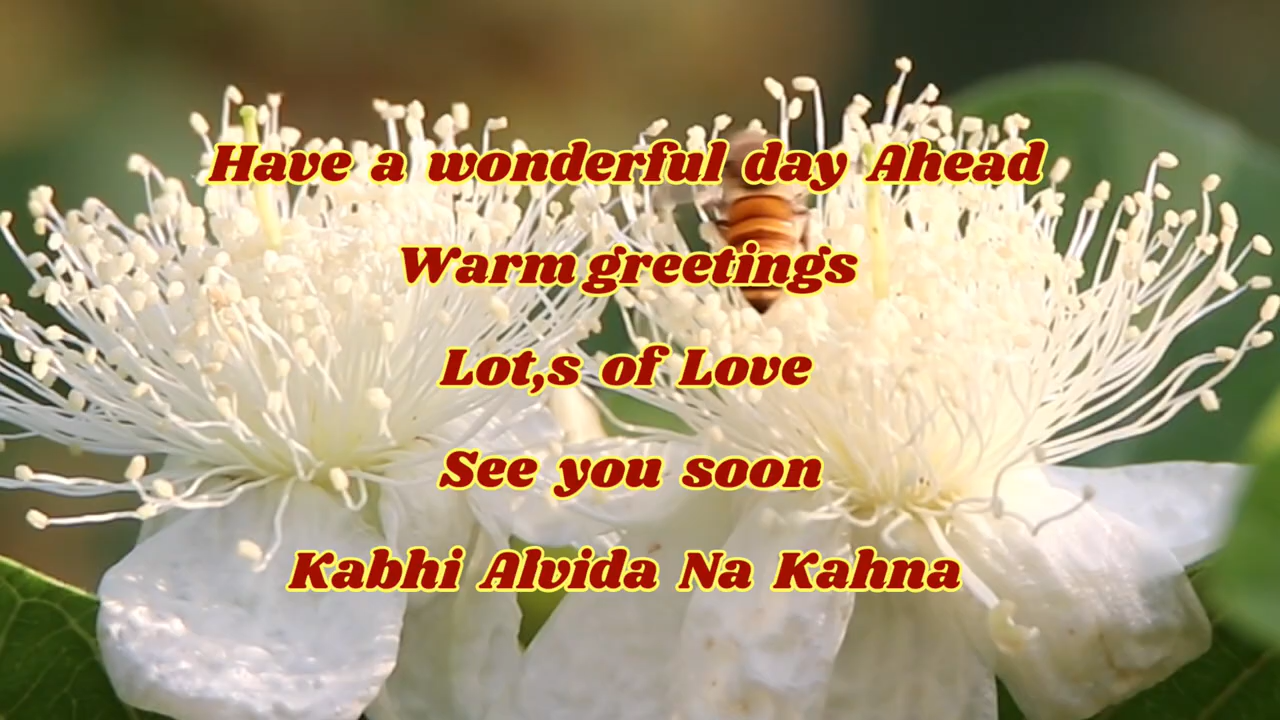 Have a wonderful day Ahead
Warm greetings
Lot,s of Love
See you soon
Kabhi Alvida Na Kahna